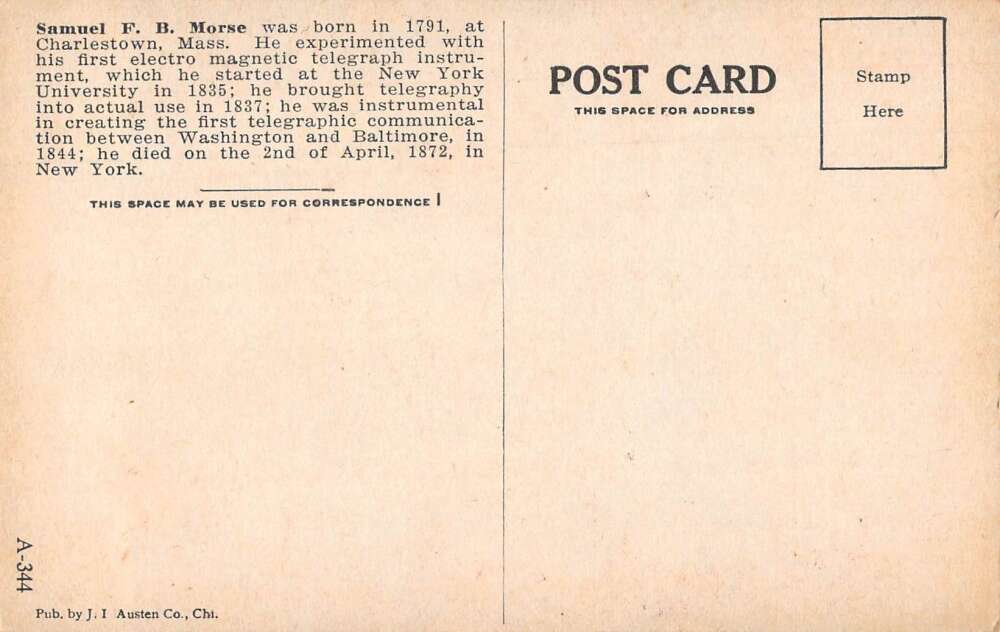 Samuel F. B. Morse was born in 1791, at
Charlestown, Mass. He experimented with
his first electro magnetic telegraph instru-
ment, which he started at the New York
University in 1835; he brought telegraphy
into actual use in 1837; he was instrumental
in creating the first telegraphic communica-
tion between Washington and Baltimore, in
1844; he died on the 2nd of April, 1872, in
New York.
THIS SPACE MAY BE USED FOR CORRESPONDENCE
POST CARD
THIS SPACE FOR ADDRESS
Stamp
Here
A-344
Pub. by J. I Austen Co., Chi.